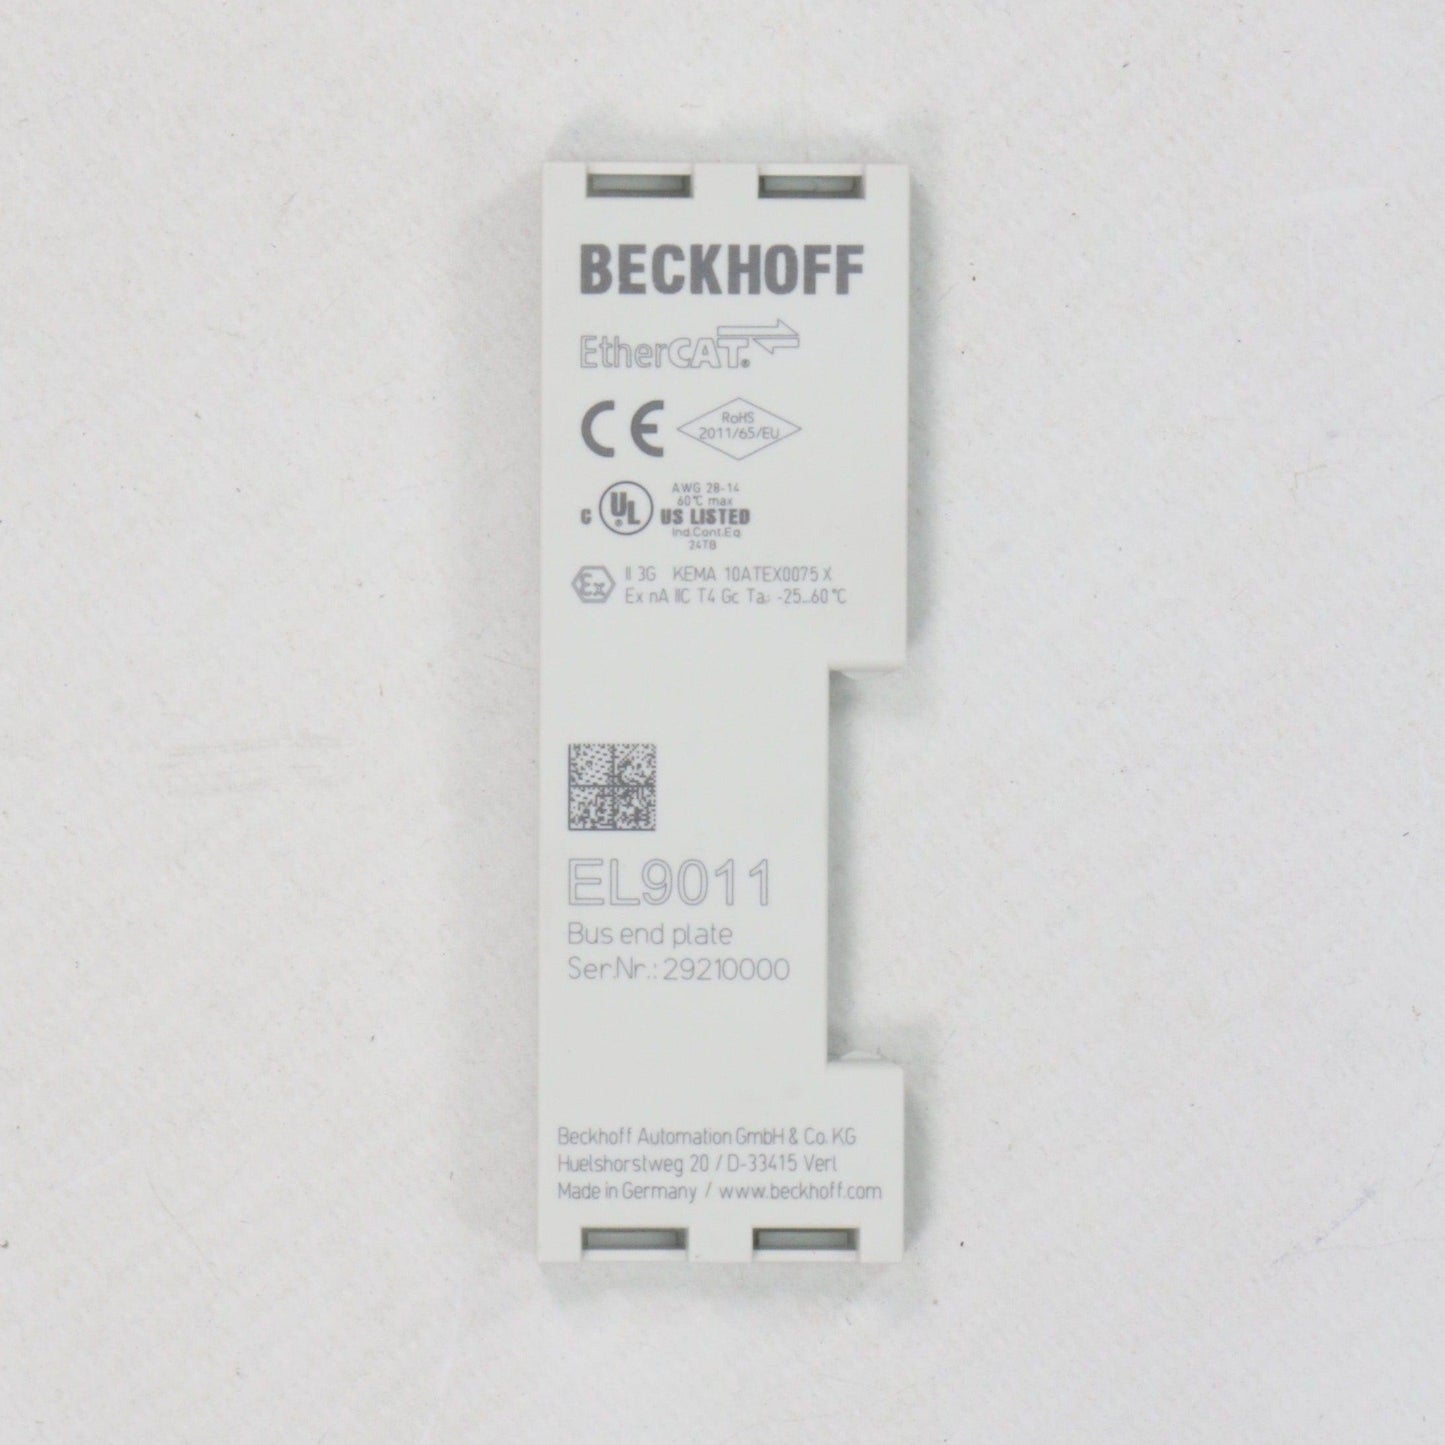 BECKHOFF
EtherCAT®
CE
RoHS
2011/65/EU
AWG 28-14
60°C max
C UL® US LISTED
Ind.Cont.Eq
24TB
Ex II 3G KEMA 10ATEX0075 X
Ex nA IIC T4 Gc Ta: -25...60°C
EL9011
Bus end plate
Ser.Nr.: 29210000
Beckhoff Automation GmbH & Co. KG
Huelshorstweg 20 / D-33415 Verl
Made in Germany / www.beckhoff.com